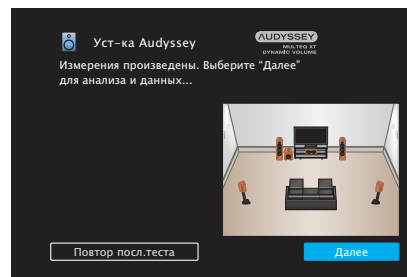 Уст-ка Audyssey
AUDYSSEY
MULTEQ XT
DYNAMIC VOLUME
Измерения произведены. Выберите “Далее”
для анализа и данных...
Повтор посл.теста
Далее